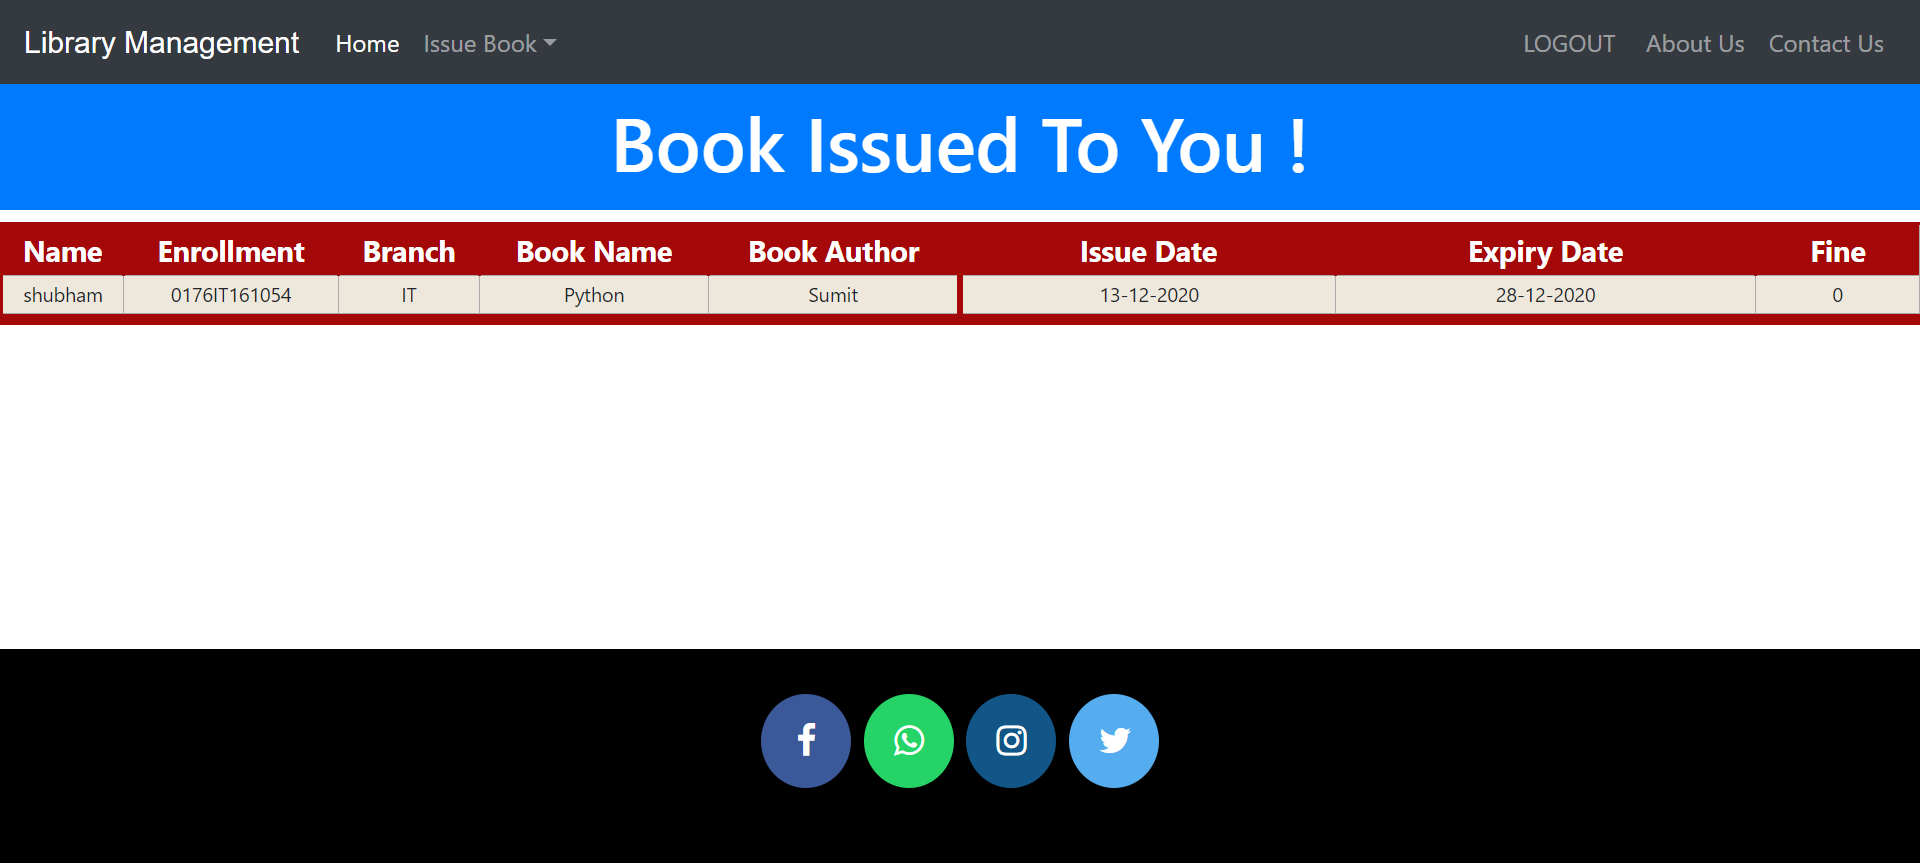 Library Management Home Issue Book LOGOUT About Us Contact Us
Book Issued To You !
Name Enrollment Branch Book Name Book Author Issue Date Expiry Date Fine
shubham 0176IT161054 IT Python Sumit 13-12-2020 28-12-2020 0